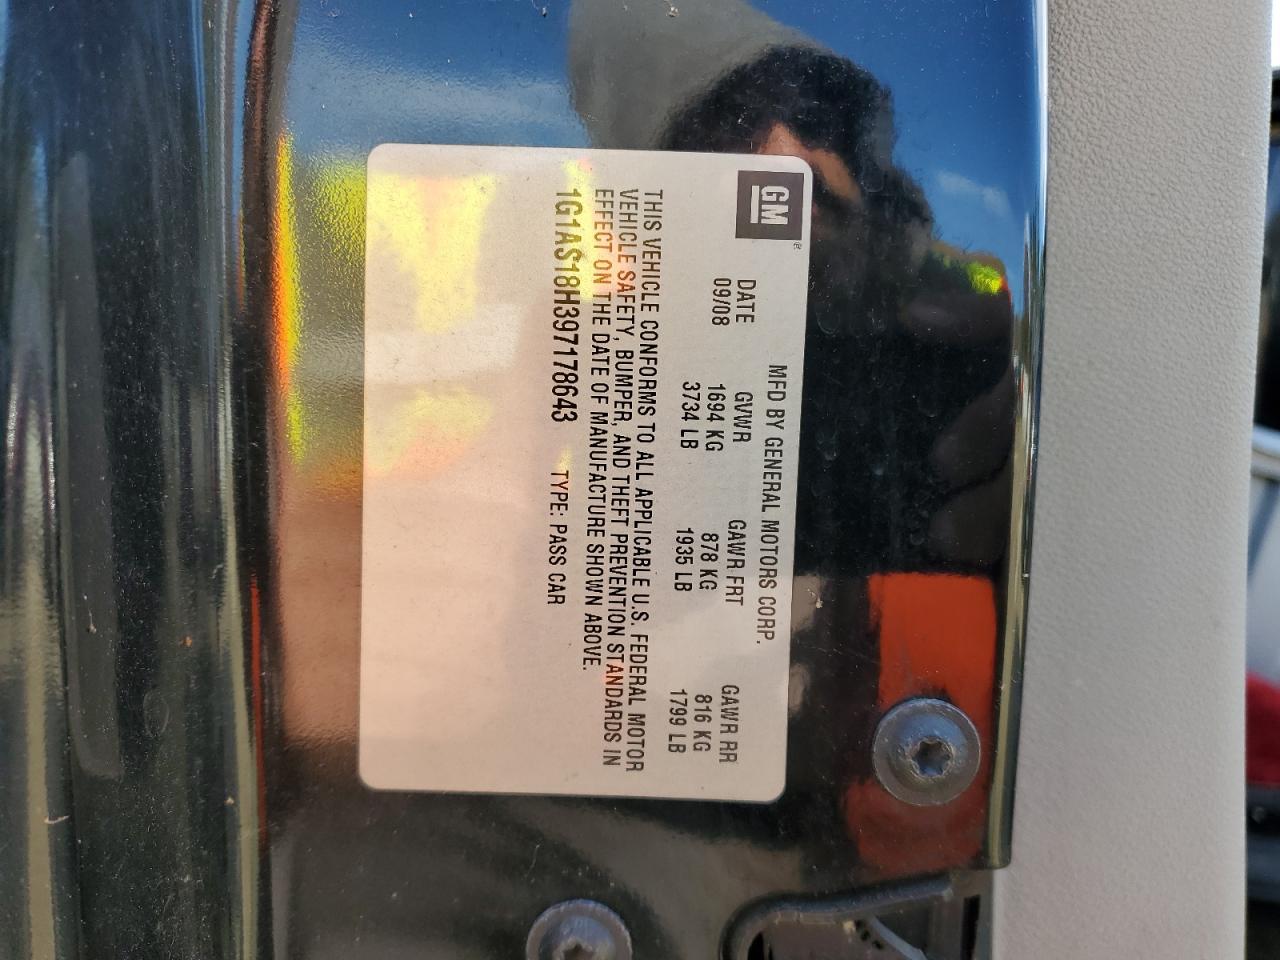 GM®
MFD BY GENERAL MOTORS CORP.
DATE GVWR GAWR FRT GAWR RR
09/08 1694 KG 878 KG 816 KG
3734 LB 1935 LB 1799 LB
THIS VEHICLE CONFORMS TO ALL APPLICABLE U.S. FEDERAL MOTOR
VEHICLE SAFETY, BUMPER, AND THEFT PREVENTION STANDARDS IN
EFFECT ON THE DATE OF MANUFACTURE SHOWN ABOVE.
1G1AS18H397178643 TYPE: PASS CAR